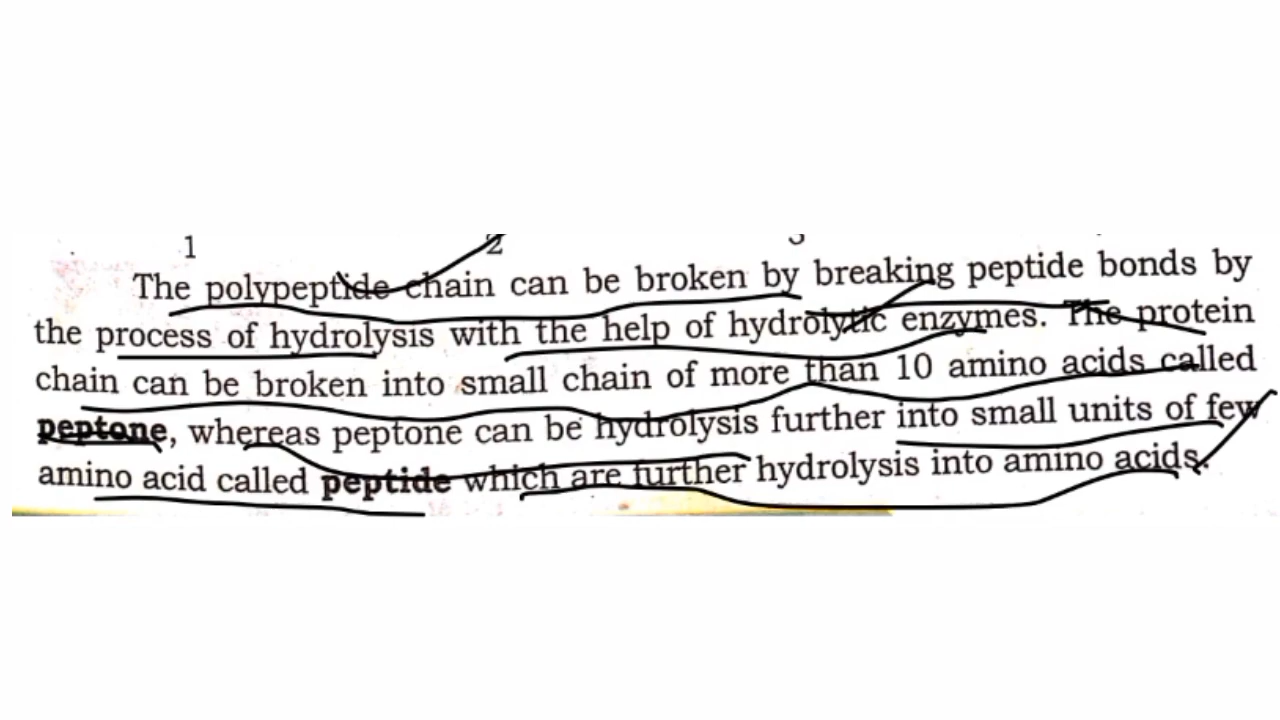 1 2 3
The polypeptide chain can be broken by breaking peptide bonds by
the process of hydrolysis with the help of hydrolytic enzymes. The protein
chain can be broken into small chain of more than 10 amino acids called
peptone, whereas peptone can be hydrolysis further into small units of few
amino acid called peptide which are further hydrolysis into amino acids.